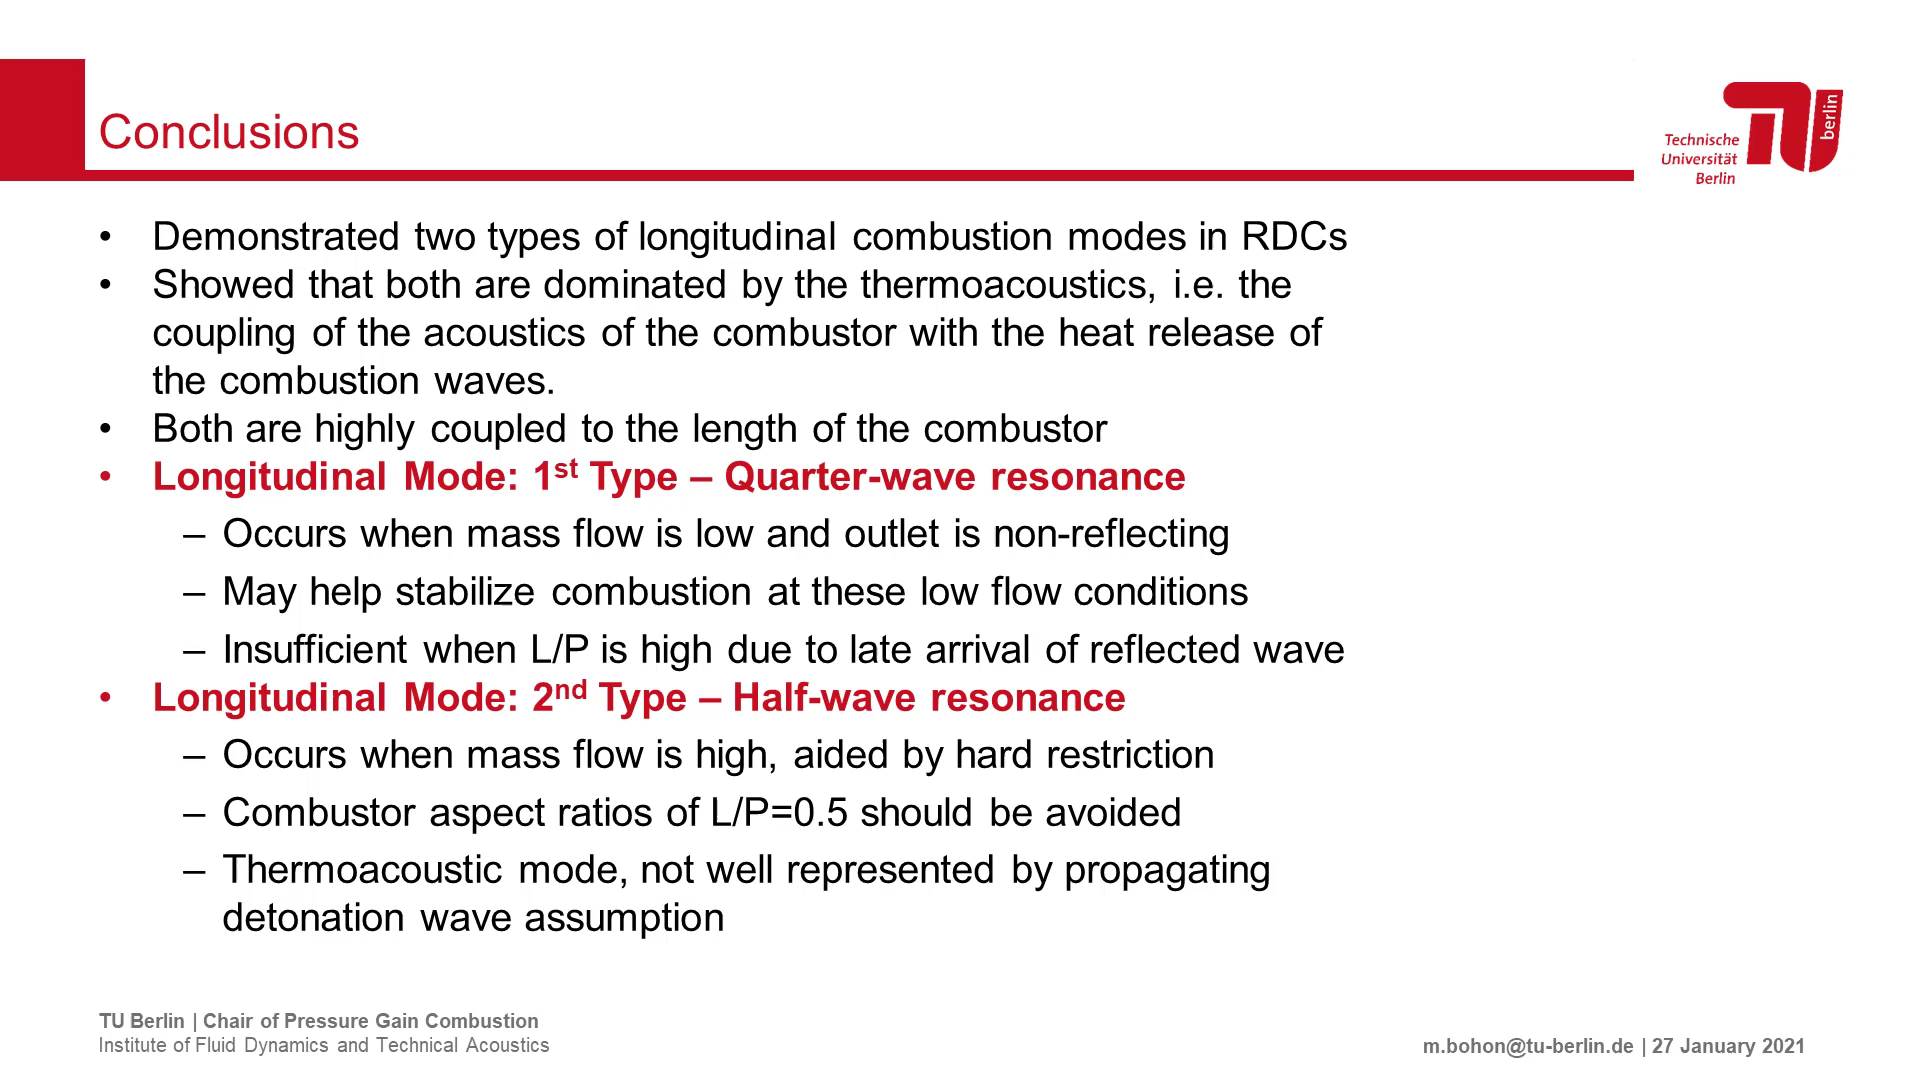 Conclusions
Technische
Universität
Berlin
berlin
• Demonstrated two types of longitudinal combustion modes in RDCs
• Showed that both are dominated by the thermoacoustics, i.e. the
coupling of the acoustics of the combustor with the heat release of
the combustion waves.
• Both are highly coupled to the length of the combustor
• Longitudinal Mode: 1st Type – Quarter-wave resonance
– Occurs when mass flow is low and outlet is non-reflecting
– May help stabilize combustion at these low flow conditions
– Insufficient when L/P is high due to late arrival of reflected wave
• Longitudinal Mode: 2nd Type – Half-wave resonance
– Occurs when mass flow is high, aided by hard restriction
– Combustor aspect ratios of L/P=0.5 should be avoided
– Thermoacoustic mode, not well represented by propagating
detonation wave assumption
TU Berlin | Chair of Pressure Gain Combustion
Institute of Fluid Dynamics and Technical Acoustics
m.bohon@tu-berlin.de | 27 January 2021